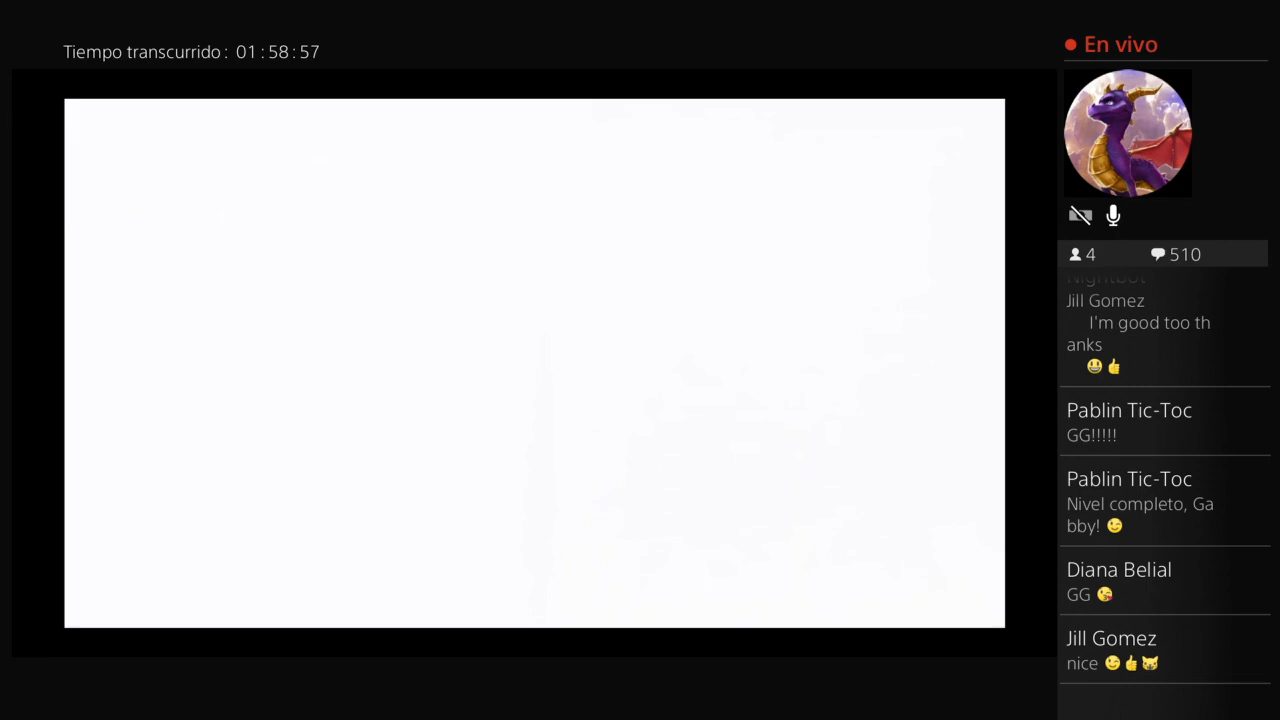 Tiempo transcurrido: 01:58:57
En vivo
4 510
Nightbot
Jill Gomez
I'm good too th
anks
😃👍
Pablin Tic-Toc
GG!!!!!
Pablin Tic-Toc
Nivel completo, Ga
bby! 😉
Diana Belial
GG 😘
Jill Gomez
nice 😉👍😼